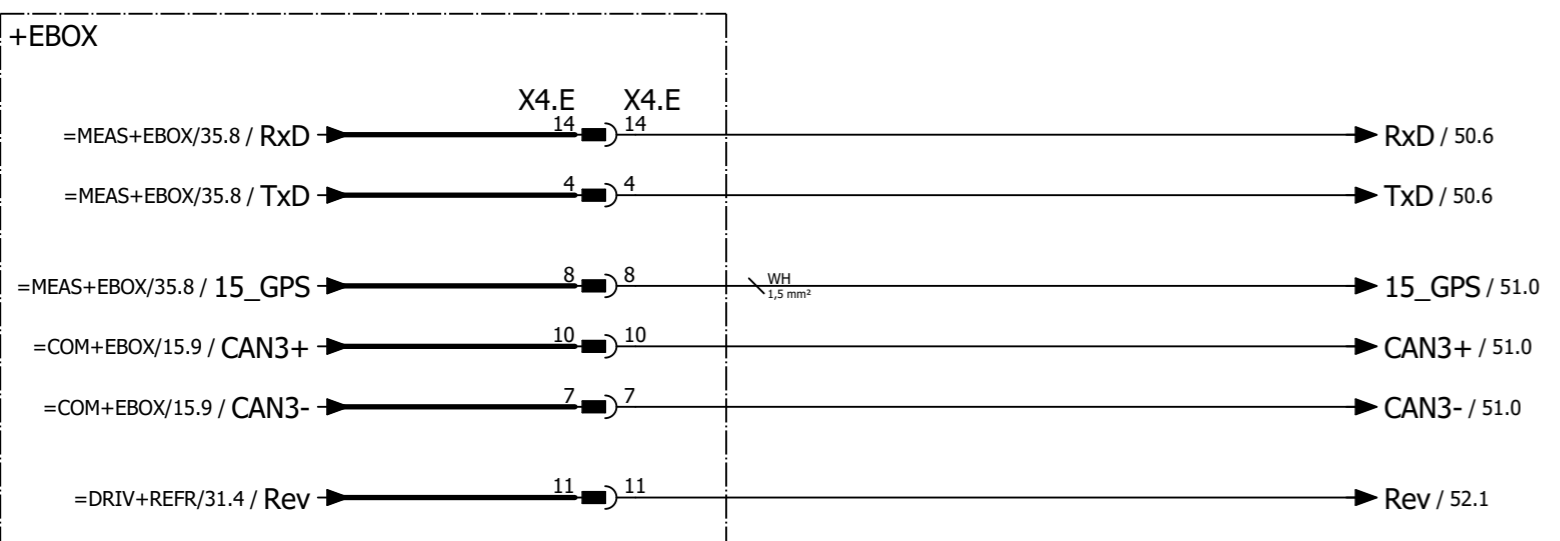 +EBOX
X4.E X4.E
=MEAS+EBOX/35.8 / RxD 14 14 RxD / 50.6
=MEAS+EBOX/35.8 / TxD 4 4 TxD / 50.6
=MEAS+EBOX/35.8 / 15_GPS 8 8 WH 15_GPS / 51.0
1,5 mm²
=COM+EBOX/15.9 / CAN3+ 10 10 CAN3+ / 51.0
=COM+EBOX/15.9 / CAN3- 7 7 CAN3- / 51.0
=DRIV+REFR/31.4 / Rev 11 11 Rev / 52.1